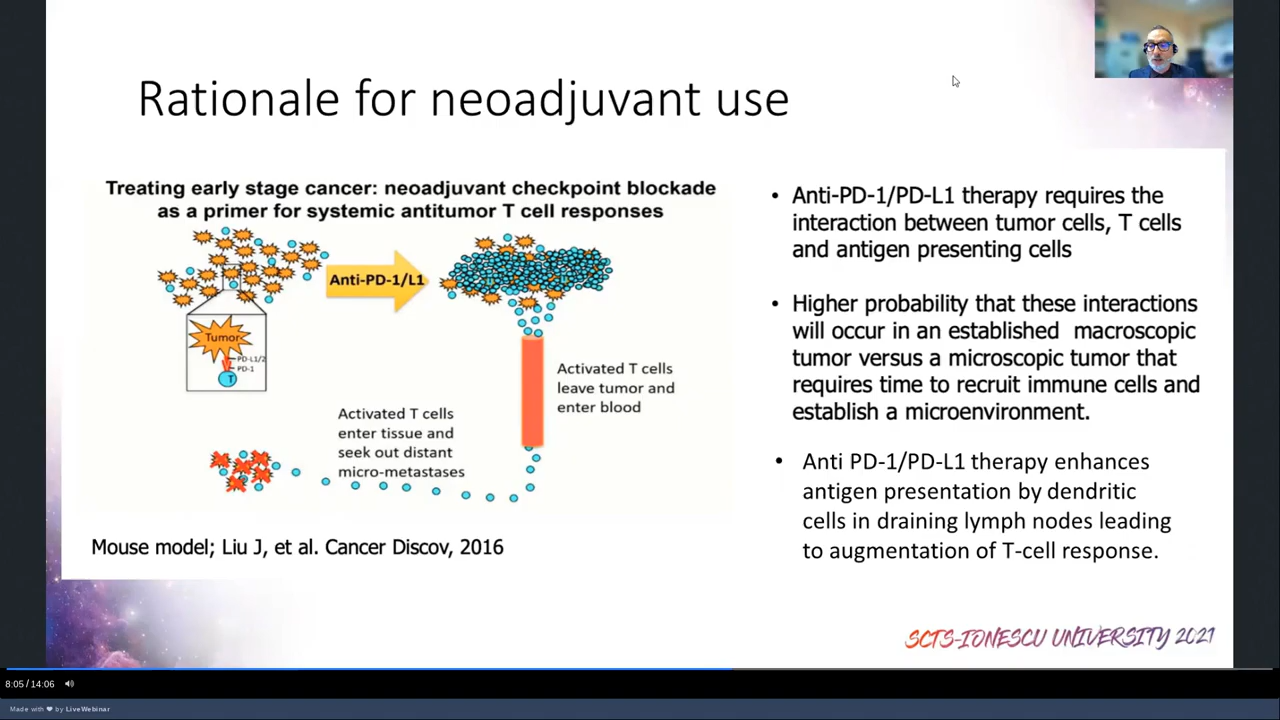 Rationale for neoadjuvant use
Treating early stage cancer: neoadjuvant checkpoint blockade
as a primer for systemic antitumor T cell responses
Anti-PD-1/L1
Tumor
PD-L1/2
PD-1
T
Activated T cells
leave tumor and
enter blood
Activated T cells
enter tissue and
seek out distant
micro-metastases
Mouse model; Liu J, et al. Cancer Discov, 2016
• Anti-PD-1/PD-L1 therapy requires the
interaction between tumor cells, T cells
and antigen presenting cells
• Higher probability that these interactions
will occur in an established macroscopic
tumor versus a microscopic tumor that
requires time to recruit immune cells and
establish a microenvironment.
• Anti PD-1/PD-L1 therapy enhances
antigen presentation by dendritic
cells in draining lymph nodes leading
to augmentation of T-cell response.
SCTS-IONESCU UNIVERSITY 2021
8:05 / 14:06
Made with ❤ by LiveWebinar